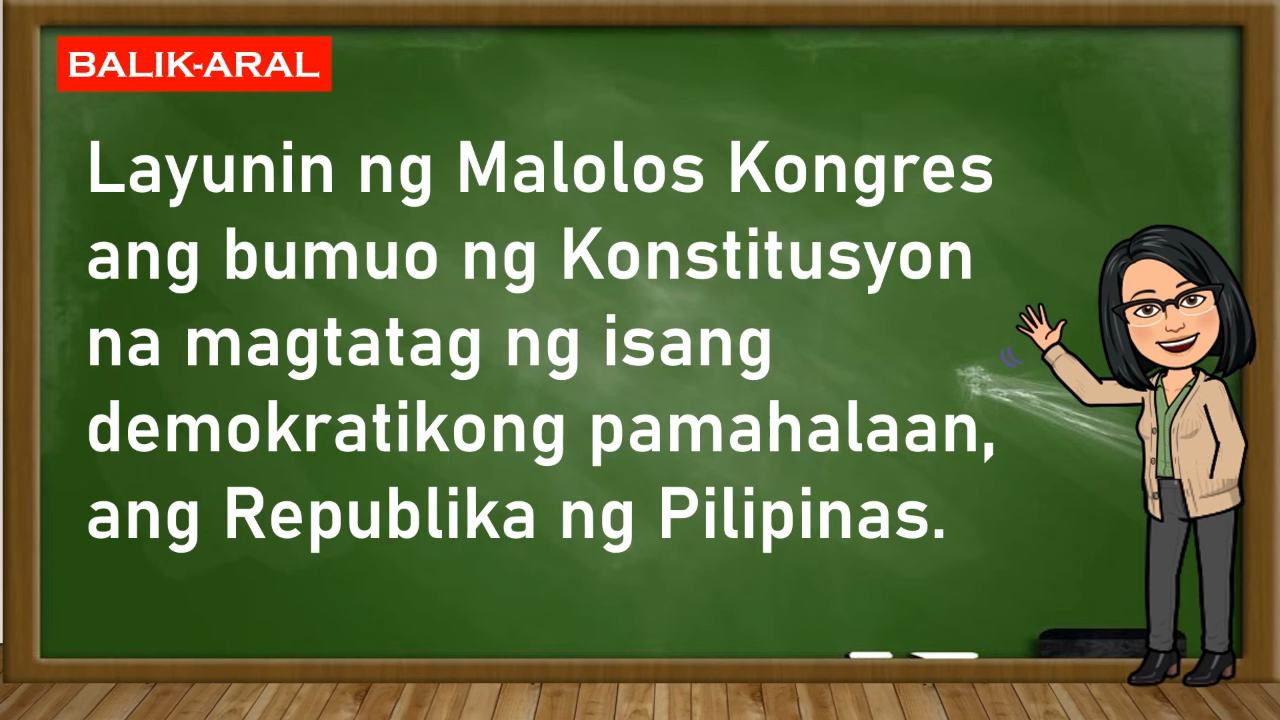 BALIK-ARAL
Layunin ng Malolos Kongres
ang bumuo ng Konstitusyon
na magtatag ng isang
demokratikong pamahalaan,
ang Republika ng Pilipinas.